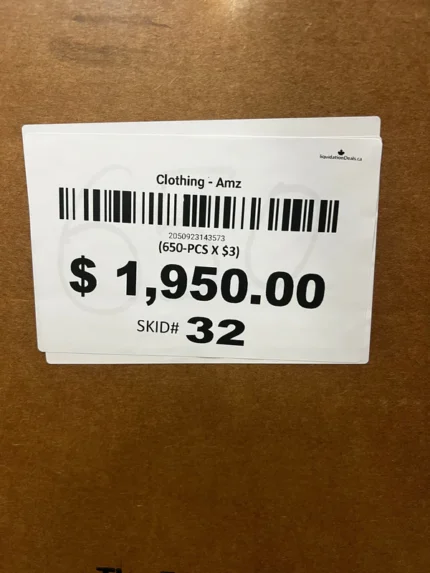 liquidationDeals.ca
Clothing - Amz
2050923143573
(650-PCS X $3)
$ 1,950.00
SKID# 32